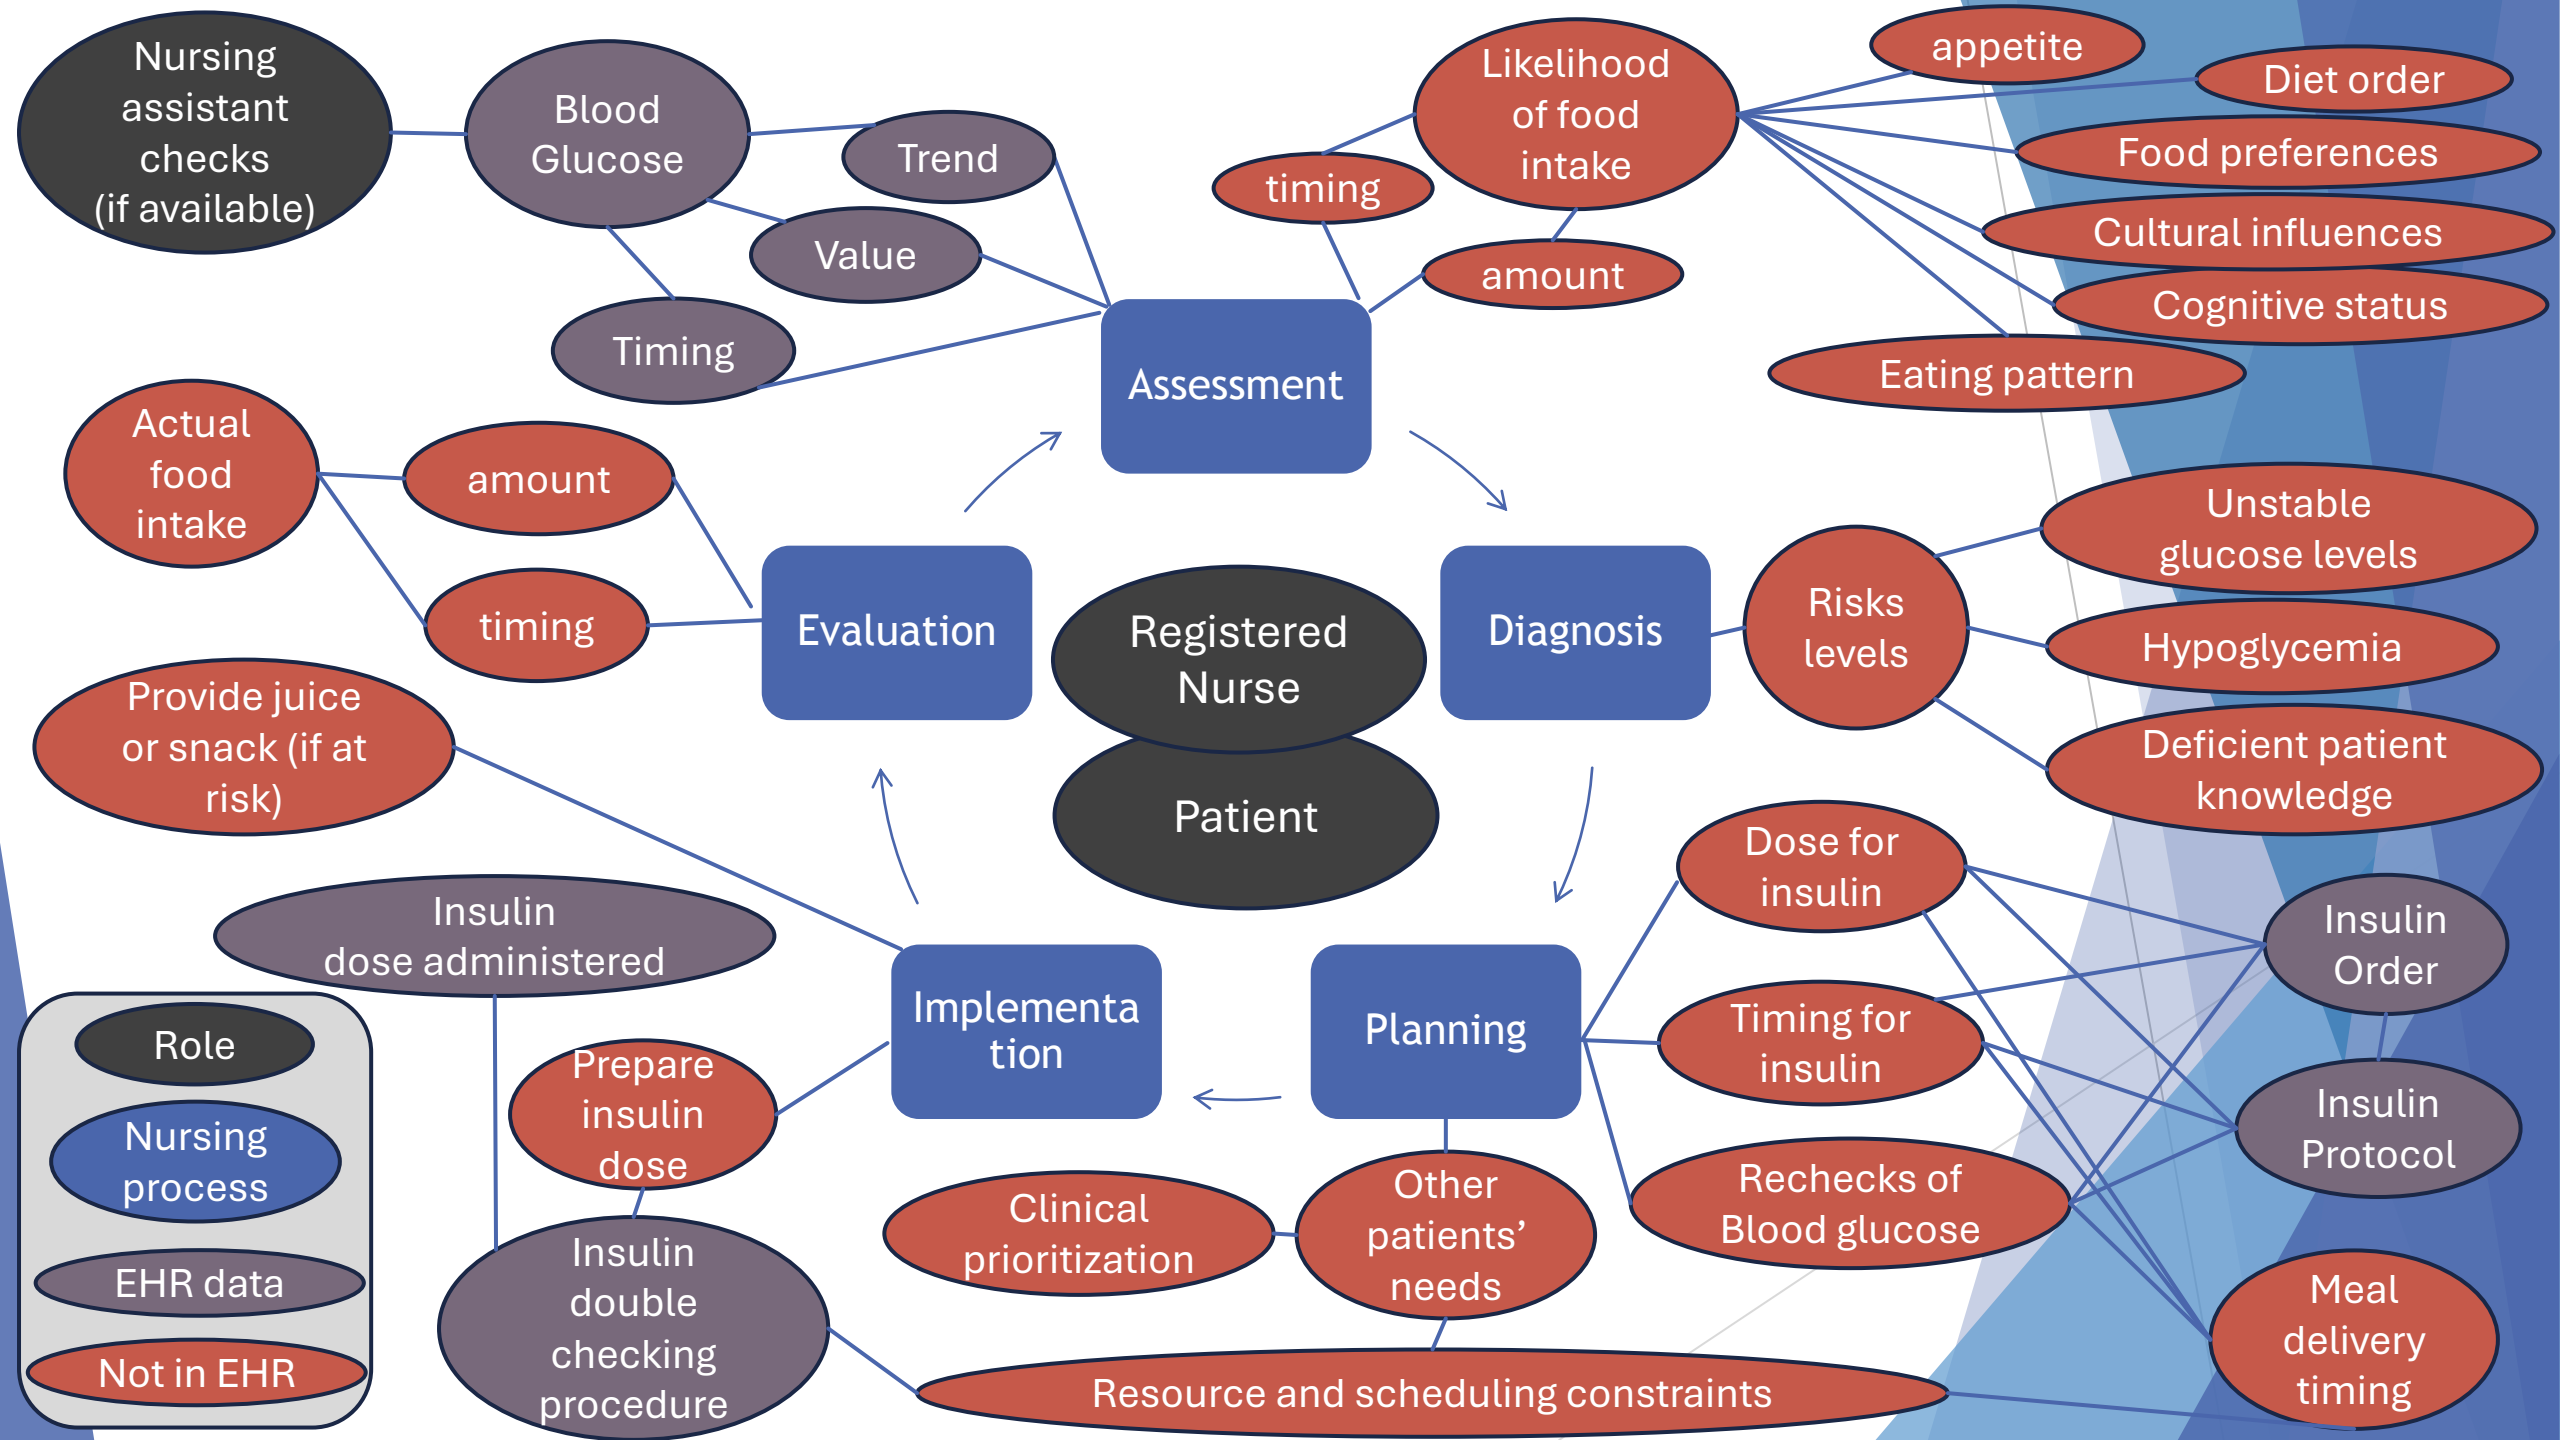 Nursing
assistant
checks
(if available)
Blood
Glucose
Trend
Value
Timing
Likelihood
of food
intake
timing
amount
appetite
Diet order
Food preferences
Cultural influences
Cognitive status
Eating pattern
Assessment
Actual
food
intake
amount
timing
Evaluation
Registered
Nurse
Patient
Diagnosis
Risks
levels
Unstable
glucose levels
Hypoglycemia
Deficient patient
knowledge
Provide juice
or snack (if at
risk)
Insulin
dose administered
Prepare
insulin
dose
Implementa
tion
Planning
Dose for
insulin
Timing for
insulin
Rechecks of
Blood glucose
Insulin
Order
Insulin
Protocol
Meal
delivery
timing
Clinical
prioritization
Other
patients’
needs
Insulin
double
checking
procedure
Resource and scheduling constraints
Role
Nursing
process
EHR data
Not in EHR